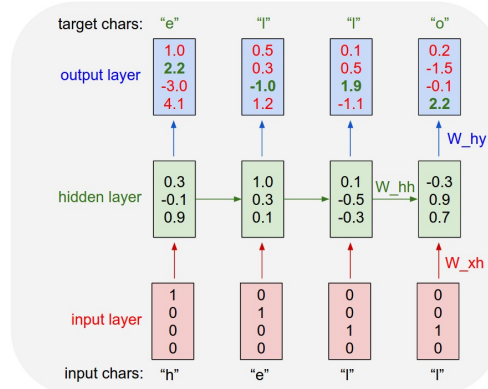 target chars: "e" "l" "l" "o"
output layer
1.0 0.5 0.1 0.2
2.2 0.3 0.5 -1.5
-3.0 -1.0 1.9 -0.1
4.1 1.2 -1.1 2.2
W_hy
hidden layer
0.3 1.0 0.1 -0.3
-0.1 0.3 -0.5 0.9
0.9 0.1 -0.3 0.7
W_hh
W_xh
input layer
1 0 0 0
0 1 0 0
0 0 1 1
0 0 0 0
input chars: "h" "e" "l" "l"